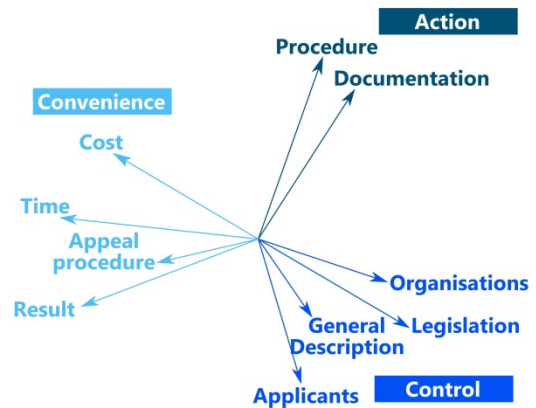 Action
Procedure
Documentation
Convenience
Cost
Time
Appeal
procedure
Result
Organisations
General
Description
Legislation
Applicants
Control